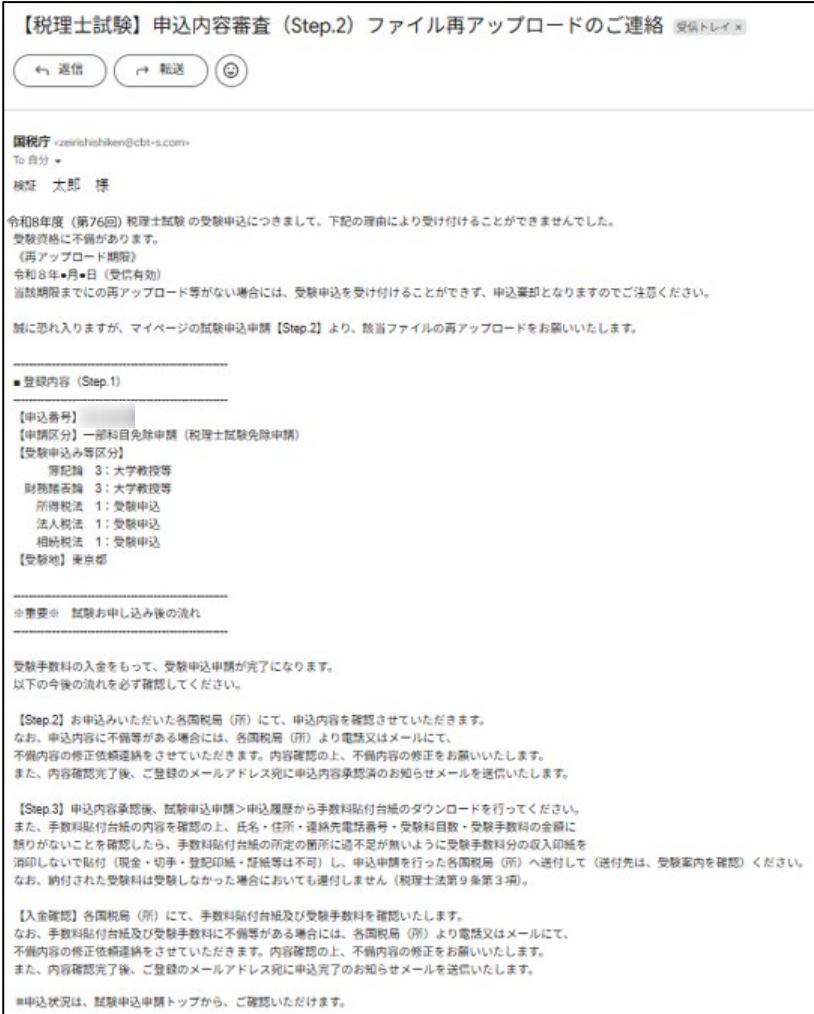 【税理士試験】申込内容審査（Step.2）ファイル再アップロードのご連絡 受信トレイ ×
返信 転送
国税庁 <zeirishishiken@cbt-s.com>
To 自分
検証　太郎　様
令和8年度（第76回）税理士試験 の受験申込につきまして、下記の理由により受け付けることができませんでした。
受験資格に不備があります。
《再アップロード期限》
令和８年●月●日（受信有効）
当該期限までにの再アップロード等がない場合には、受験申込を受け付けることができず、申込棄却となりますのでご注意ください。
誠に恐れ入りますが、マイページの試験申込申請【Step.2】より、該当ファイルの再アップロードをお願いいたします。
■ 登録内容（Step.1）
【申込番号】
【申請区分】一部科目免除申請（税理士試験免除申請）
【受験申込み等区分】
簿記論　3：大学教授等
財務諸表論　3：大学教授等
所得税法　1：受験申込
法人税法　1：受験申込
相続税法　1：受験申込
【受験地】東京都
※重要※　試験お申し込み後の流れ
受験手数料の入金をもって、受験申込申請が完了になります。
以下の今後の流れを必ず確認してください。
【Step.2】お申込みいただいた各国税局（所）にて、申込内容を確認させていただきます。
なお、申込内容に不備等がある場合には、各国税局（所）より電話又はメールにて、
不備内容の修正依頼連絡をさせていただきます。内容確認の上、不備内容の修正をお願いいたします。
また、内容確認完了後、ご登録のメールアドレス宛に申込内容承認済のお知らせメールを送信いたします。
【Step.3】申込内容承認後、試験申込申請＞申込履歴から手数料貼付台紙のダウンロードを行ってください。
また、手数料貼付台紙の内容を確認の上、氏名・住所・連絡先電話番号・受験科目数・受験手数料の金額に
誤りがないことを確認したら、手数料貼付台紙の所定の箇所に過不足が無いように受験手数料分の収入印紙を
消印しないで貼付（現金・切手・登記印紙・証紙等は不可）し、申込申請を行った各国税局（所）へ送付して（送付先は、受験案内を確認）ください。
なお、納付された受験料は受験しなかった場合においても還付しません（税理士法第９条第３項）。
【入金確認】各国税局（所）にて、手数料貼付台紙及び受験手数料を確認いたします。
なお、手数料貼付台紙及び受験手数料に不備等がある場合には、各国税局（所）より電話又はメールにて、
不備内容の修正依頼連絡をさせていただきます。内容確認の上、不備内容の修正をお願いいたします。
また、内容確認完了後、ご登録のメールアドレス宛に申込完了のお知らせメールを送信いたします。
※申込状況は、試験申込申請トップから、ご確認いただけます。